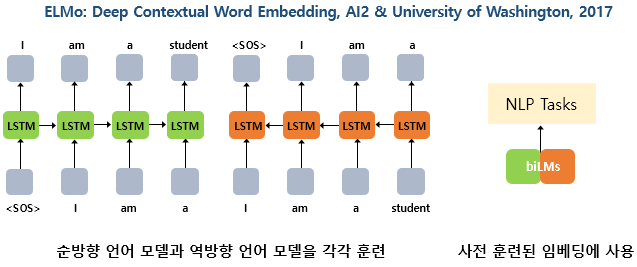 ELMo: Deep Contextual Word Embedding, AI2 & University of Washington, 2017
I am a student <SOS> I am a
LSTM LSTM LSTM LSTM LSTM LSTM LSTM LSTM
<SOS> I am a I am a student
NLP Tasks
biLMs
순방향 언어 모델과 역방향 언어 모델을 각각 훈련
사전 훈련된 임베딩에 사용